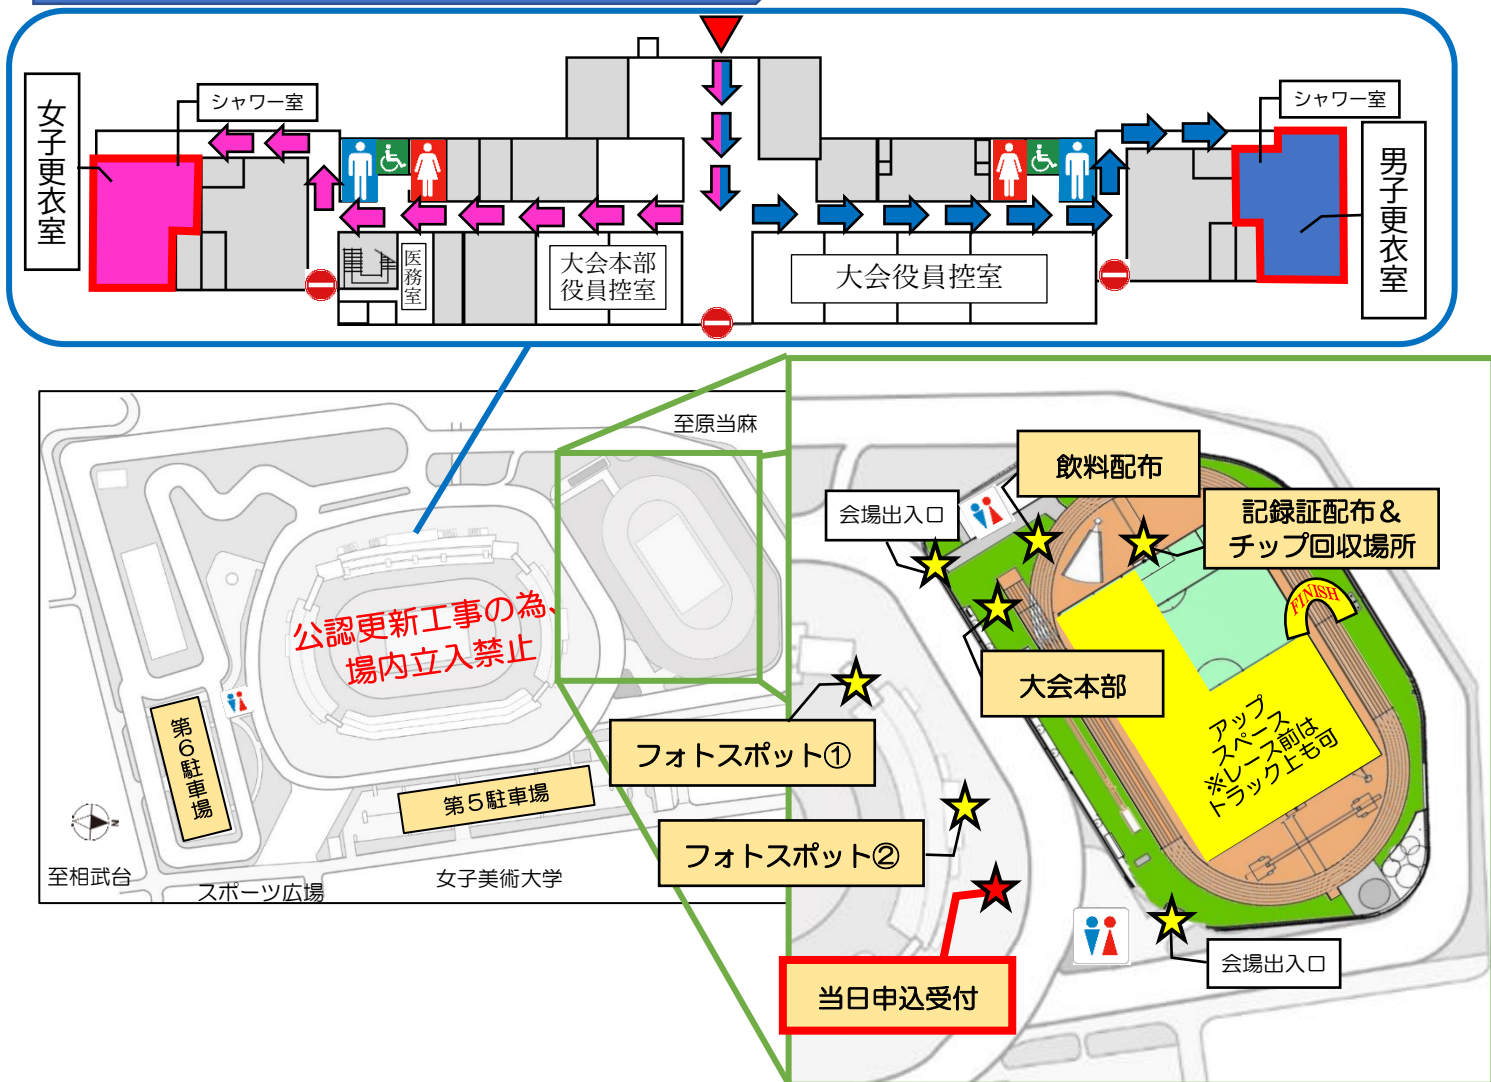 シャワー室
シャワー室
女子更衣室
男子更衣室
医務室
大会本部
役員控室
大会役員控室
至原当麻
飲料配布
会場出入口
記録証配布＆
チップ回収場所
FINISH
公認更新工事の為、
場内立入禁止
大会本部
アップ
スペース
※レース前は
トラック上も可
フォトスポット①
第６駐車場
第５駐車場
N
フォトスポット②
至相武台
スポーツ広場
女子美術大学
会場出入口
当日申込受付